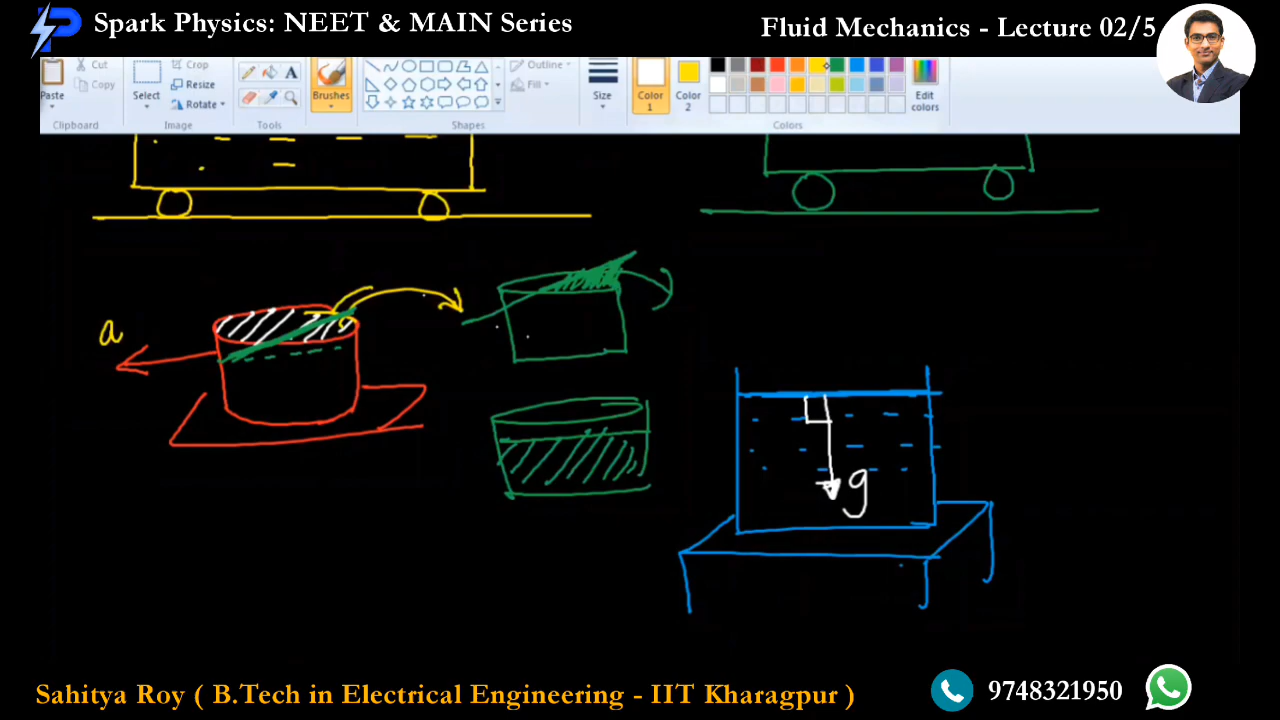 Spark Physics: NEET & MAIN Series
Fluid Mechanics - Lecture 02/5
Paste
Cut
Copy
Clipboard
Select
Crop
Resize
Rotate
Image
A
Tools
Brushes
Shapes
Outline
Fill
Size
Color 1
Color 2
Colors
Edit colors
a
g
Sahitya Roy ( B.Tech in Electrical Engineering - IIT Kharagpur )
9748321950